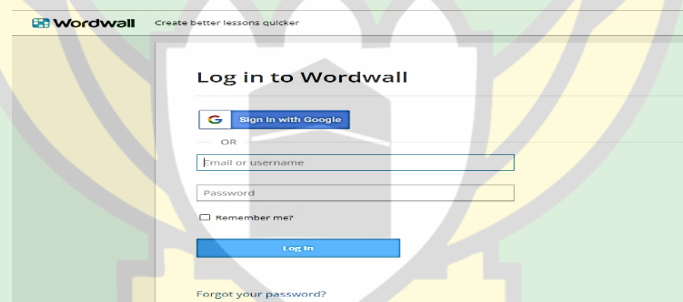 Wordwall Create better lessons quicker
Log in to Wordwall
G Sign in with Google
OR
Email or username
Password
Remember me?
Log In
Forgot your password?